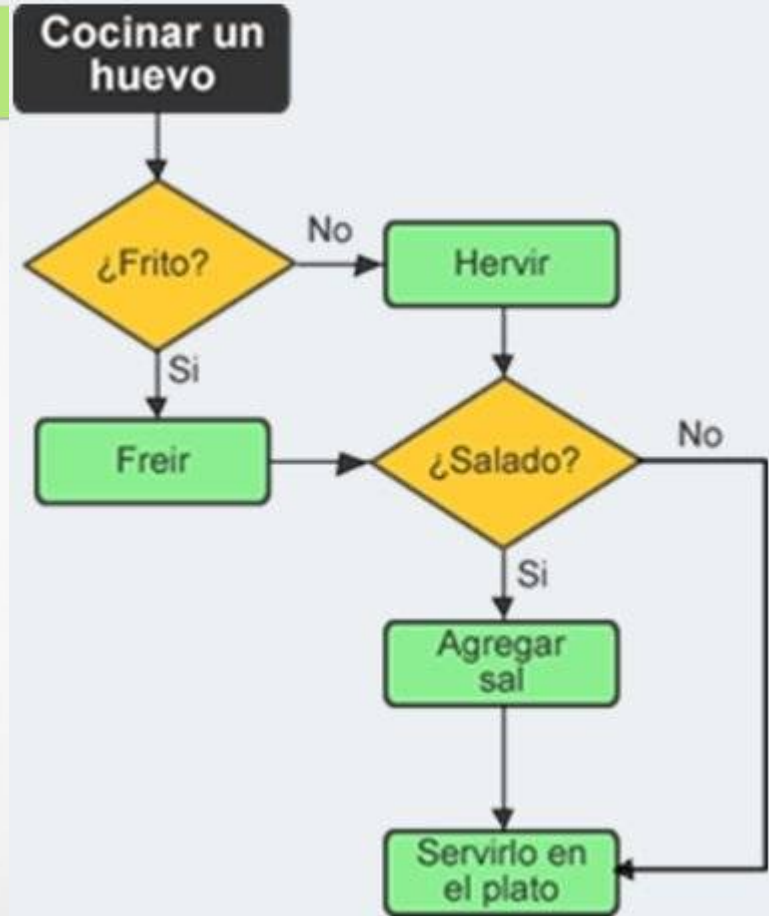 Cocinar un
huevo
¿Frito?
No
Hervir
Si
Freir
¿Salado?
No
Si
Agregar
sal
Servirlo en
el plato